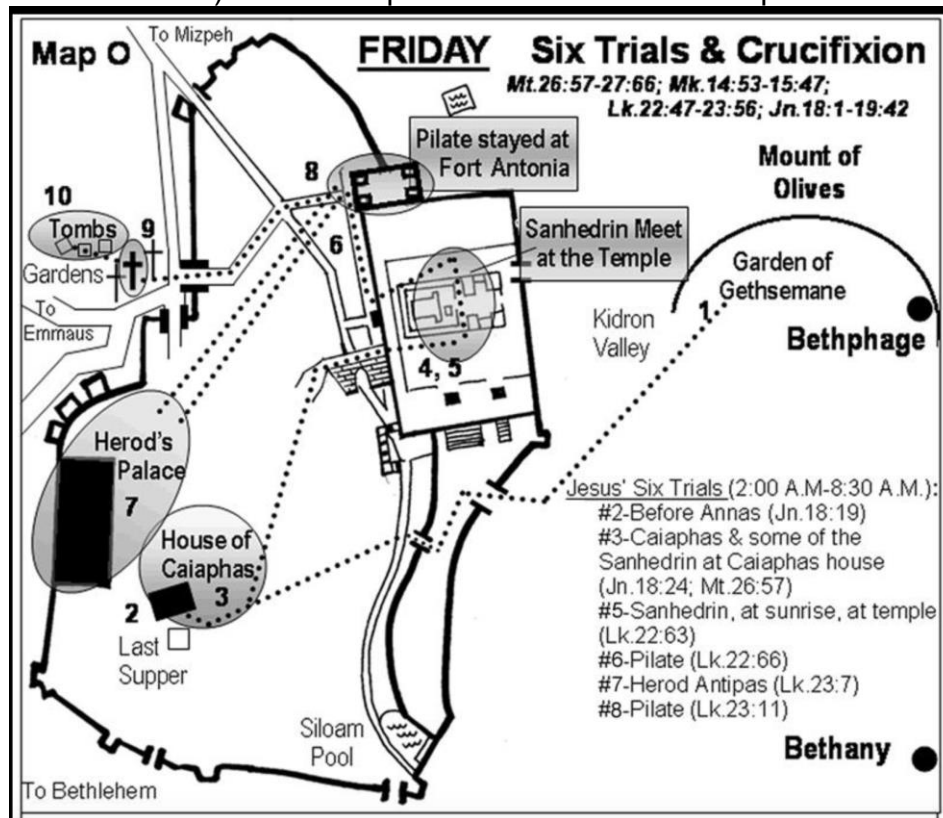 Map O
To Mizpeh
FRIDAY Six Trials & Crucifixion
Mt.26:57-27:66; Mk.14:53-15:47;
Lk.22:47-23:56; Jn.18:1-19:42
Pilate stayed at
Fort Antonia
8
Mount of
Olives
10
Tombs
9
Gardens
6
Sanhedrin Meet
at the Temple
Garden of
Gethsemane
1
To
Emmaus
Kidron
Valley
Bethphage
4, 5
Herod's
Palace
7
House of
Caiaphas
3
2
Last
Supper
Jesus' Six Trials (2:00 A.M-8:30 A.M.):
#2-Before Annas (Jn.18:19)
#3-Caiaphas & some of the
Sanhedrin at Caiaphas house
(Jn.18:24; Mt.26:57)
#5-Sanhedrin, at sunrise, at temple
(Lk.22:63)
#6-Pilate (Lk.22:66)
#7-Herod Antipas (Lk.23:7)
#8-Pilate (Lk.23:11)
Siloam
Pool
Bethany
To Bethlehem